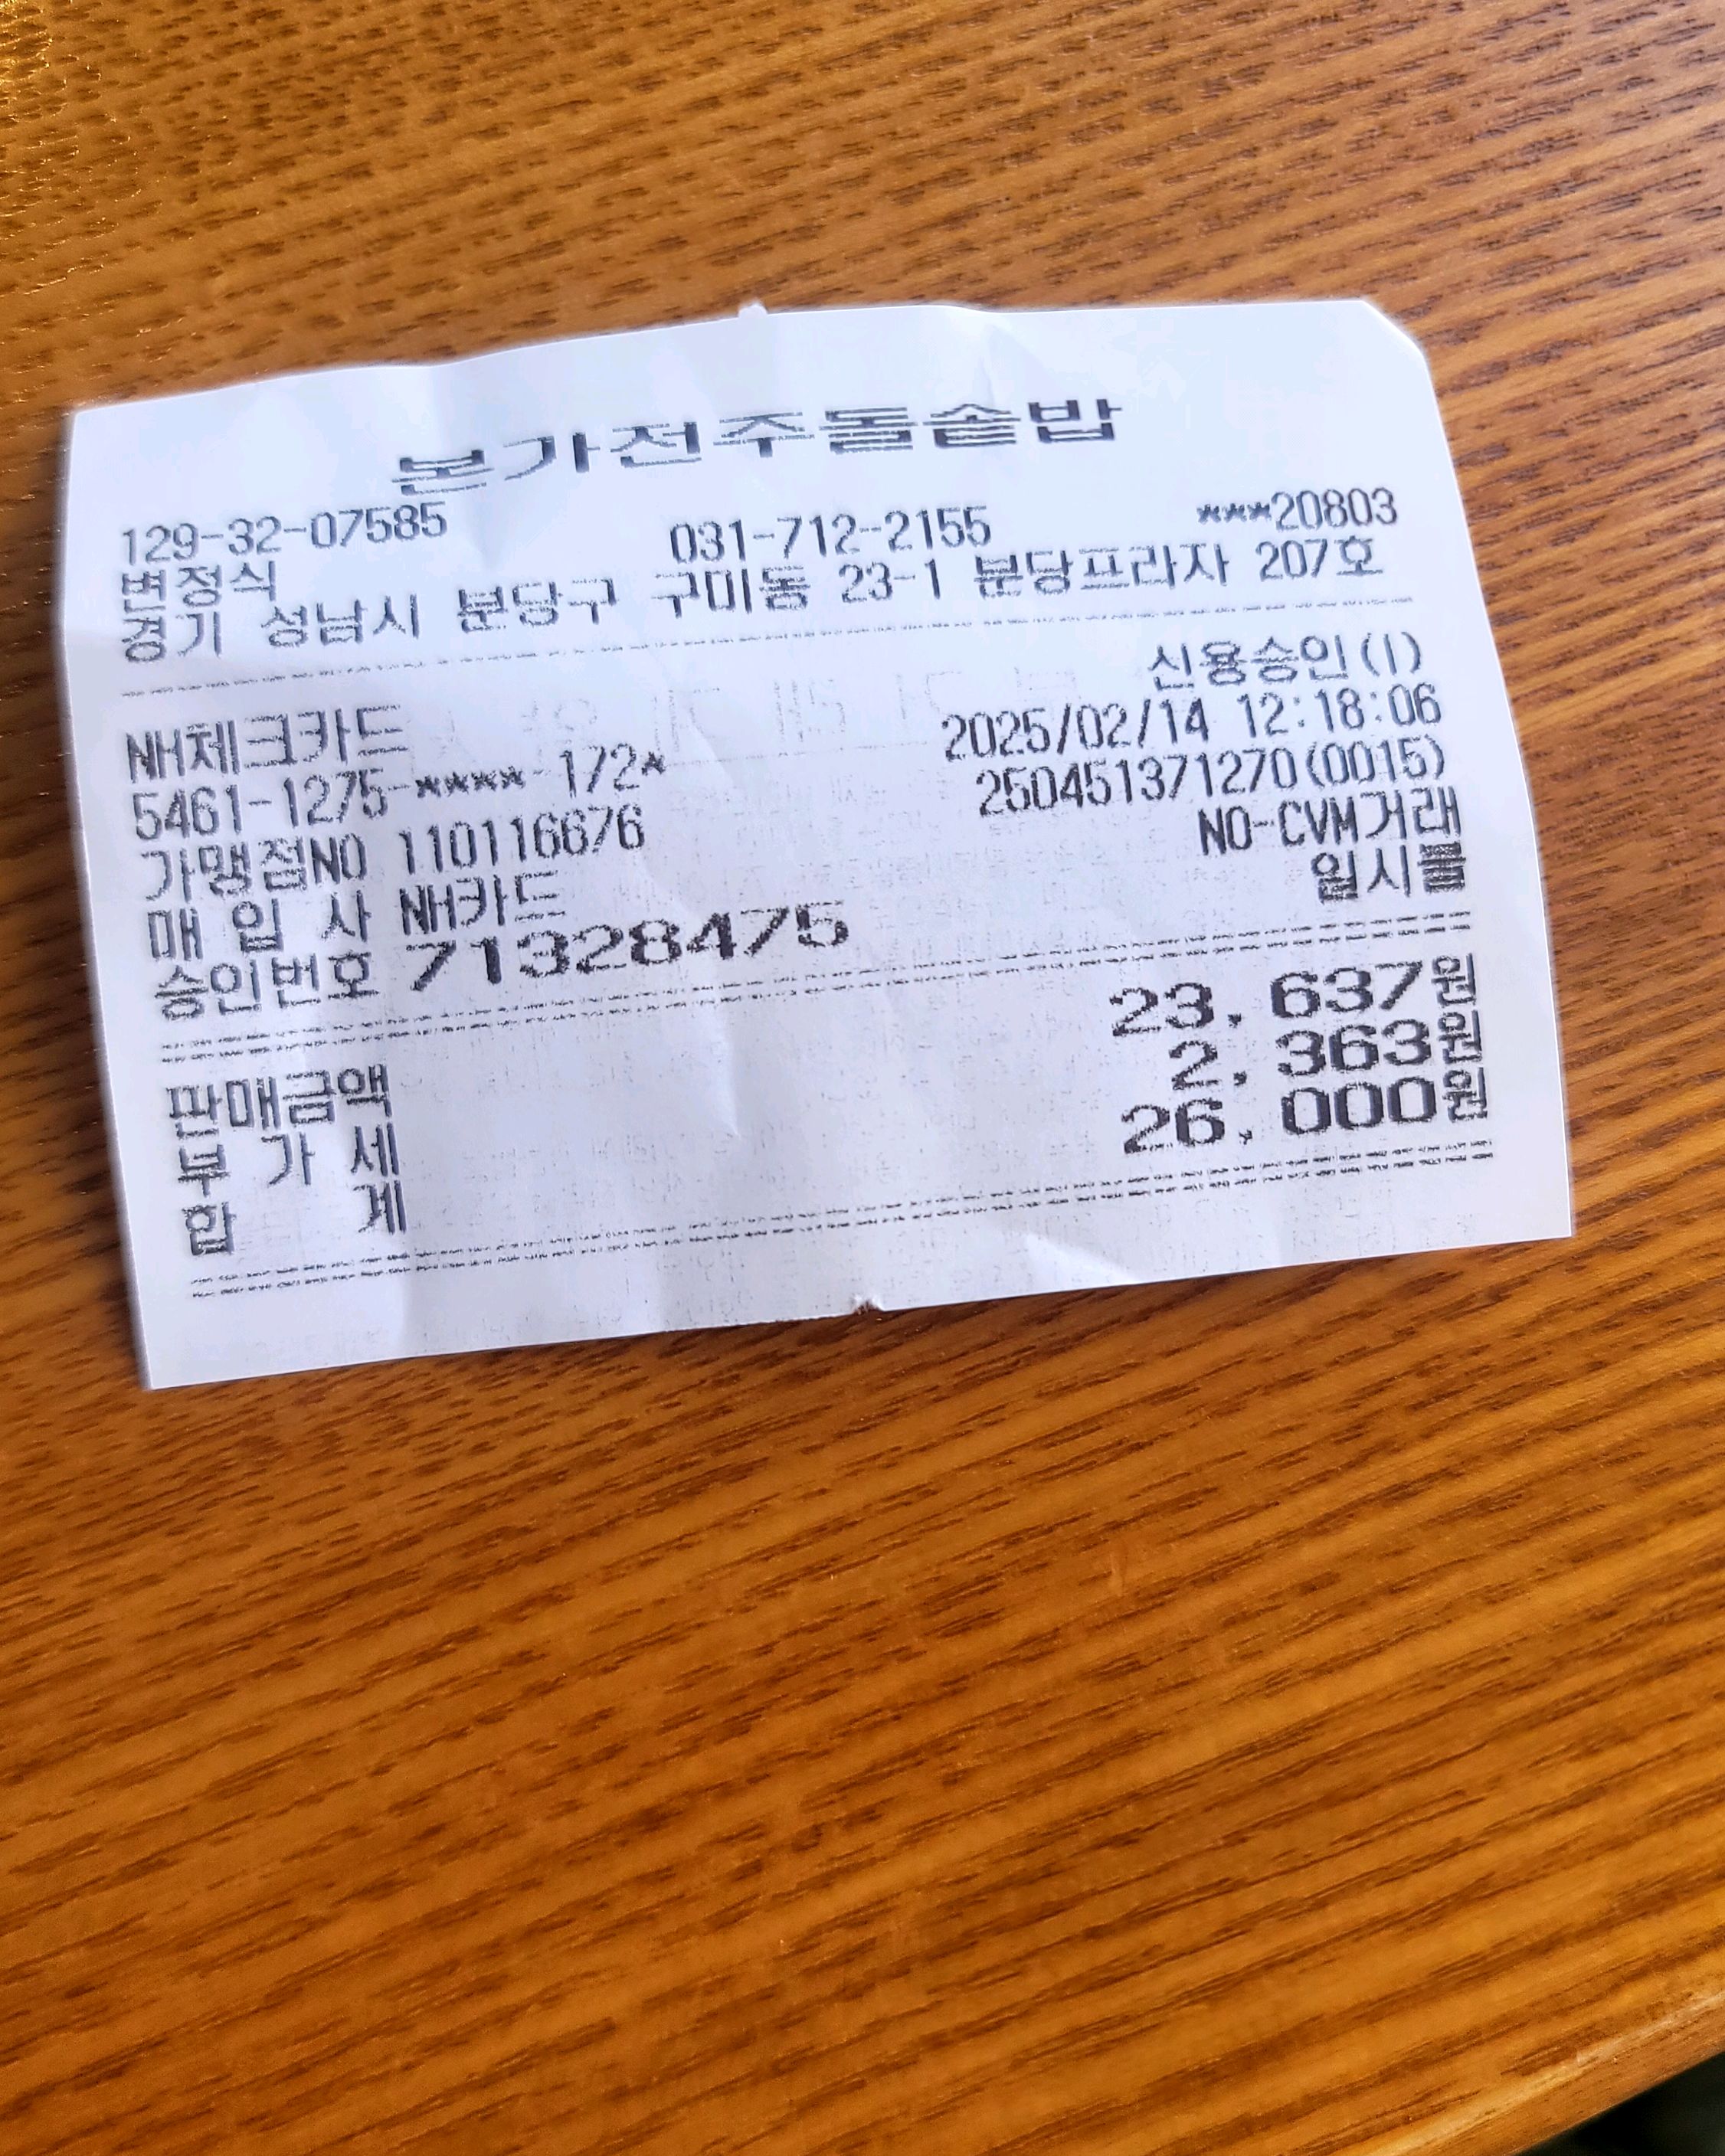 본가전주돌솥밥
129-32-07585 031-712-2155 ***20803
변정식
경기 성남시 분당구 구미동 23-1 분당프라자 207호
신용승인(I)
NH체크카드 2025/02/14 12:18:06
5461-1275-****-172* 250451371270(0015)
가맹점NO 110116676 NO-CVM거래
매 입 사 NH카드 일시불
승인번호 71328475
판매금액 23,637원
부 가 세 2,363원
합 계 26,000원